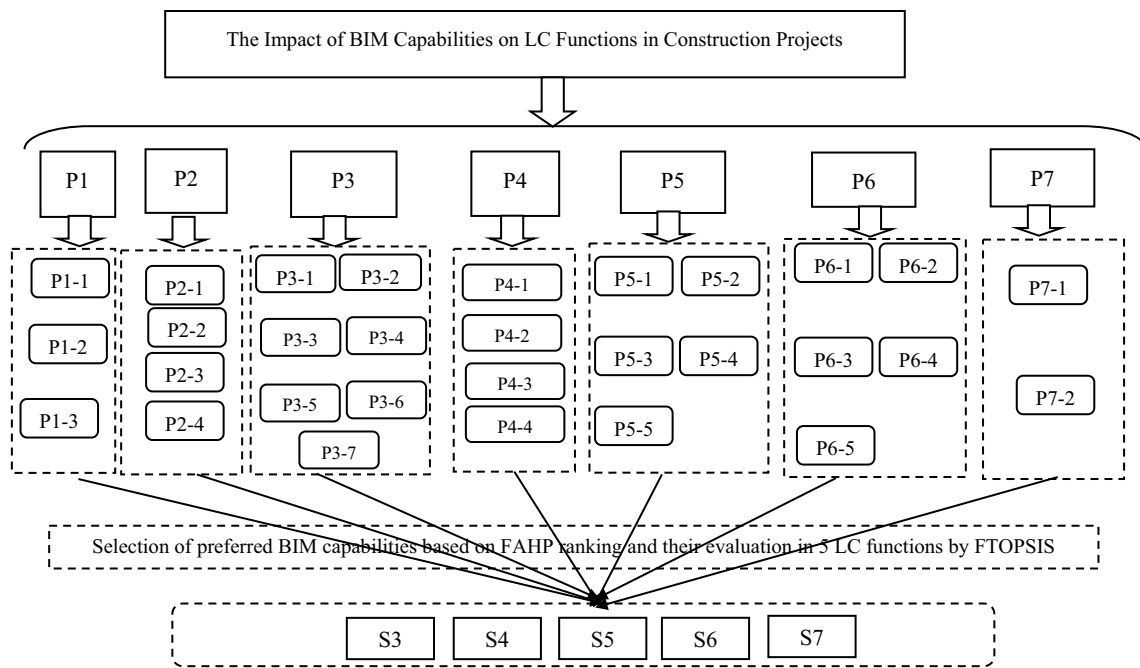 The Impact of BIM Capabilities on LC Functions in Construction Projects
P1 P2 P3 P4 P5 P6 P7
P1-1
P1-2
P1-3
P2-1
P2-2
P2-3
P2-4
P3-1 P3-2
P3-3 P3-4
P3-5 P3-6
P3-7
P4-1
P4-2
P4-3
P4-4
P5-1 P5-2
P5-3 P5-4
P5-5
P6-1 P6-2
P6-3 P6-4
P6-5
P7-1
P7-2
Selection of preferred BIM capabilities based on FAHP ranking and their evaluation in 5 LC functions by FTOPSIS
S3 S4 S5 S6 S7